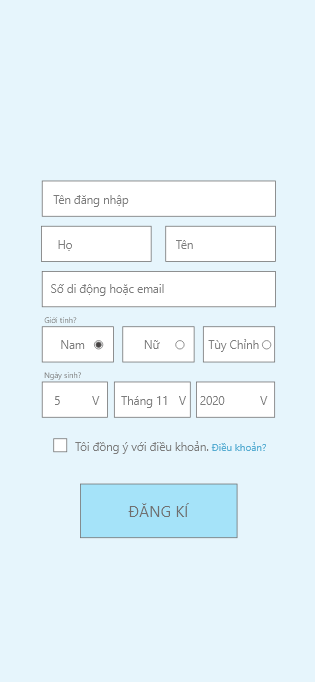 Tên đăng nhập
Họ Tên
Số di động hoặc email
Giới tính?
Nam Nữ Tùy Chỉnh
Ngày sinh?
5 V Tháng 11 V 2020 V
Tôi đồng ý với điều khoản. Điều khoản?
ĐĂNG KÍ